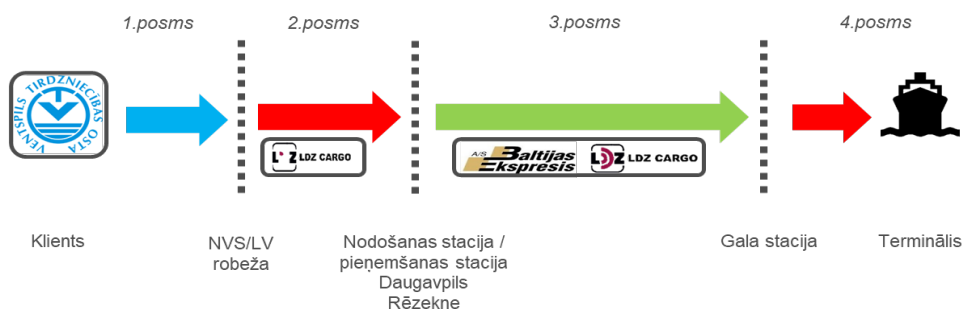 1.posms
2.posms
3.posms
4.posms
VENTSPILS TIRDZNIECĪBAS OSTA
LDZ CARGO
A/S Baltijas
Ekspresis
LDZ LDZ CARGO
Klients
NVS/LV
robeža
Nodošanas stacija /
pieņemšanas stacija
Daugavpils
Rēzekne
Gala stacija
Terminālis